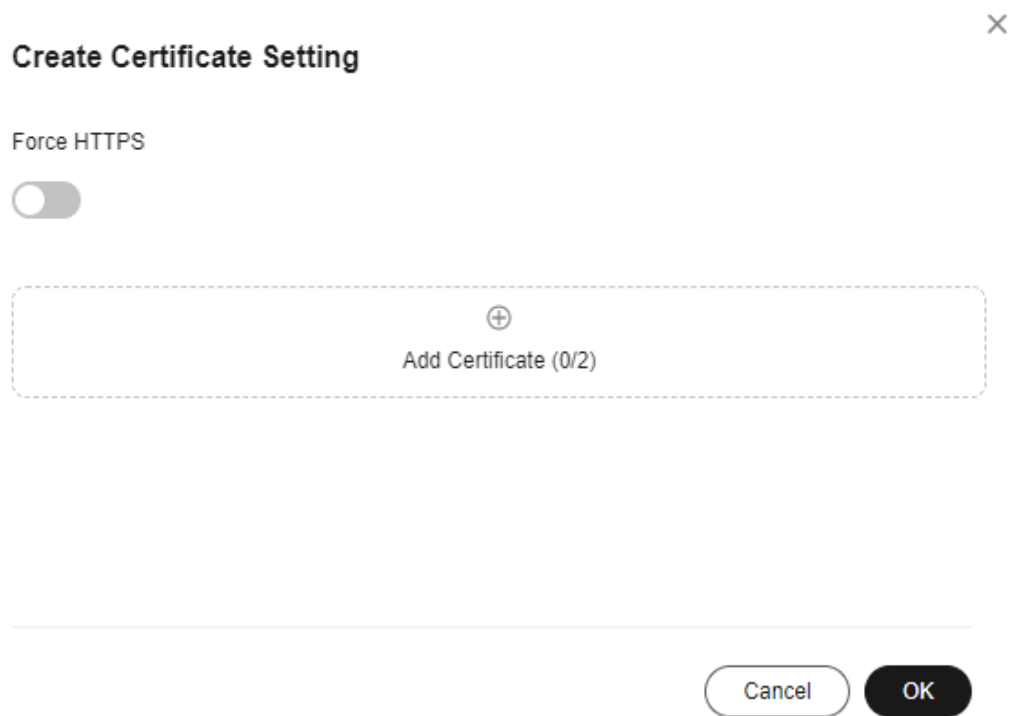 Create Certificate Setting
Force HTTPS
Add Certificate (0/2)
Cancel
OK